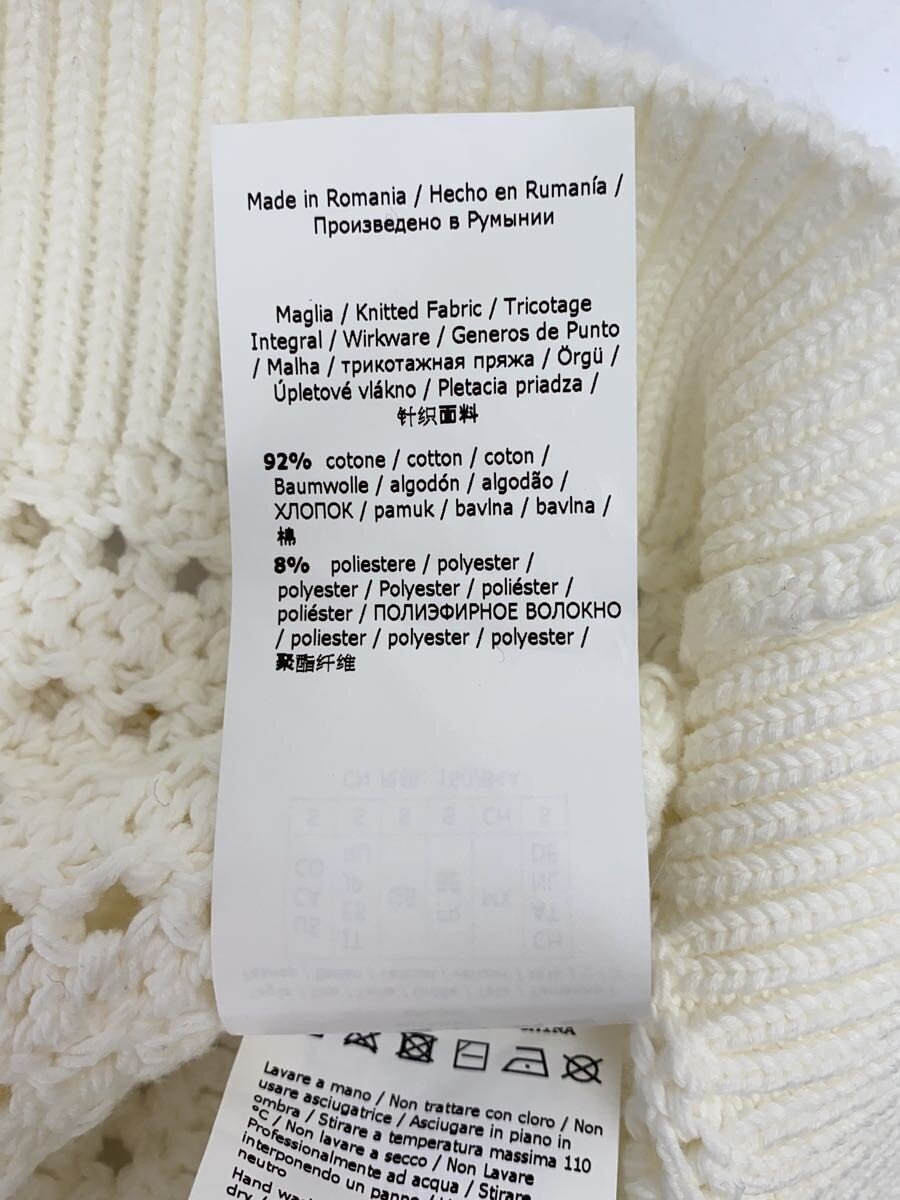 Made in Romania / Hecho en Rumanía /
Произведено в Румынии
Maglia / Knitted Fabric / Tricotage
Integral / Wirkware / Generos de Punto
/ Malha / трикотажная пряжа / Örgü /
Úpletové vlákno / Pletacia priadza /
针织面料
92% cotone / cotton / coton /
Baumwolle / algodón / algodão /
ХЛОПОК / pamuk / bavlna / bavlna /
棉
8% poliestere / polyester /
polyester / Polyester / poliéster /
poliéster / ПОЛИЭФИРНОЕ ВОЛОКНО
/ poliester / polyester / polyester /
聚酯纤维
Lavare a mano / Non trattare con cloro / Non
usare asciugatrice / Asciugare in piano in
ombra / Stirare a temperatura massima 110
°C / Non lavare a secco / Non Lavare
Professionalmente ad acqua / Stirare
interponendo un panno /
neutro
Hand
dry